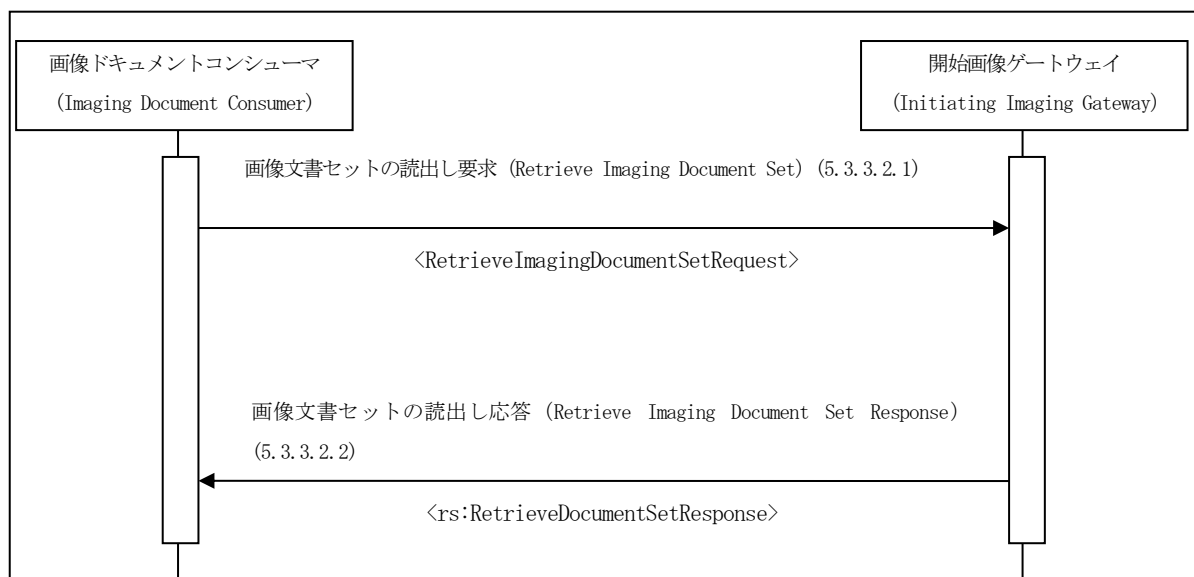 画像ドキュメントコンシューマ
(Imaging Document Consumer)
開始画像ゲートウェイ
(Initiating Imaging Gateway)
画像文書セットの読出し要求 (Retrieve Imaging Document Set) (5.3.3.2.1)
<RetrieveImagingDocumentSetRequest>
画像文書セットの読出し応答 (Retrieve Imaging Document Set Response)
(5.3.3.2.2)
<rs:RetrieveDocumentSetResponse>